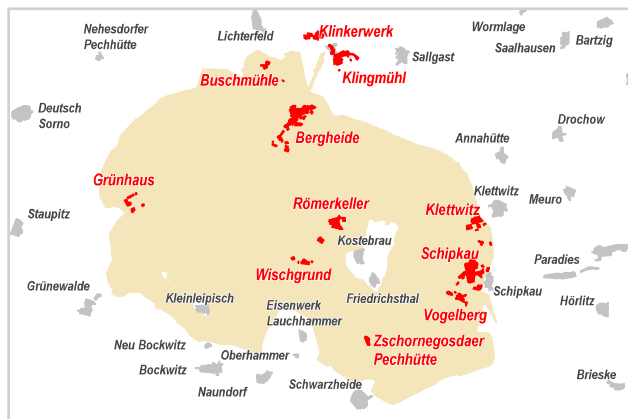 Nehesdorfer
Pechhütte
Lichterfeld
Klinkerwerk
Wormlage
Saalhausen
Bartzig
Sallgast
Buschmühle
Klingmühl
Deutsch
Sorno
Bergheide
Drochow
Annahütte
Grünhaus
Römerkeller
Klettwitz
Klettwitz
Meuro
Staupitz
Kostebrau
Schipkau
Paradies
Wischgrund
Grünewalde
Kleinleipisch
Friedrichsthal
Schipkau
Hörlitz
Eisenwerk
Lauchhammer
Vogelberg
Neu Bockwitz
Oberhammer
Zschornegosdaer
Pechhütte
Bockwitz
Naundorf
Schwarzheide
Brieske